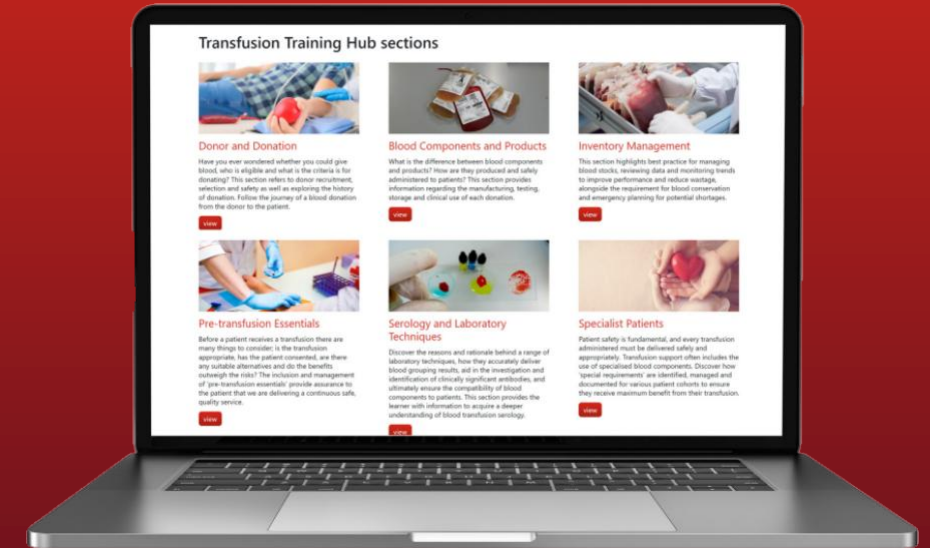 Transfusion Training Hub sections
Donor and Donation
Have you ever wondered whether you could give
blood, who is eligible and what is the criteria for
donating? This section refers to donor recruitment,
selection and safety as well as exploring the history
of donation. Follow the journey of a blood donation
from the donor to the patient.
view
Blood Components and Products
What is the difference between blood components
and products? How are they produced and safely
administered to patients? This section provides
information regarding the manufacturing, testing,
storage and clinical use of each donation.
view
Inventory Management
This section highlights best practice for managing
blood stocks, reviewing data and monitoring trends
to improve performance and reduce wastage,
alongside the requirement for blood conservation
and emergency planning for potential shortages.
view
Pre-transfusion Essentials
Before a patient receives a transfusion there are
many things to consider; is the transfusion
appropriate, has the patient consented, are there
any suitable alternatives and do the benefits
outweigh the risks? The inclusion and management
of 'pre-transfusion essentials' provide assurance to
the patient that we are delivering a continuous safe,
quality service.
view
Serology and Laboratory
Techniques
Discover the reasons and rationale behind a range of
laboratory techniques, how they accurately deliver
blood grouping results, aid in the investigation and
identification of clinically significant antibodies, and
ultimately ensure the compatibility of blood
components to patients. This section provides the
learner with information to acquire a deeper
understanding of blood transfusion serology.
view
Specialist Patients
Patient safety is fundamental, and every transfusion
administered must be delivered safely and
appropriately. Transfusion support often includes the
use of specialised blood components. Discover how
'special requirements' are identified, managed and
documented for various patient cohorts to ensure
they receive maximum benefit from their transfusion.
view